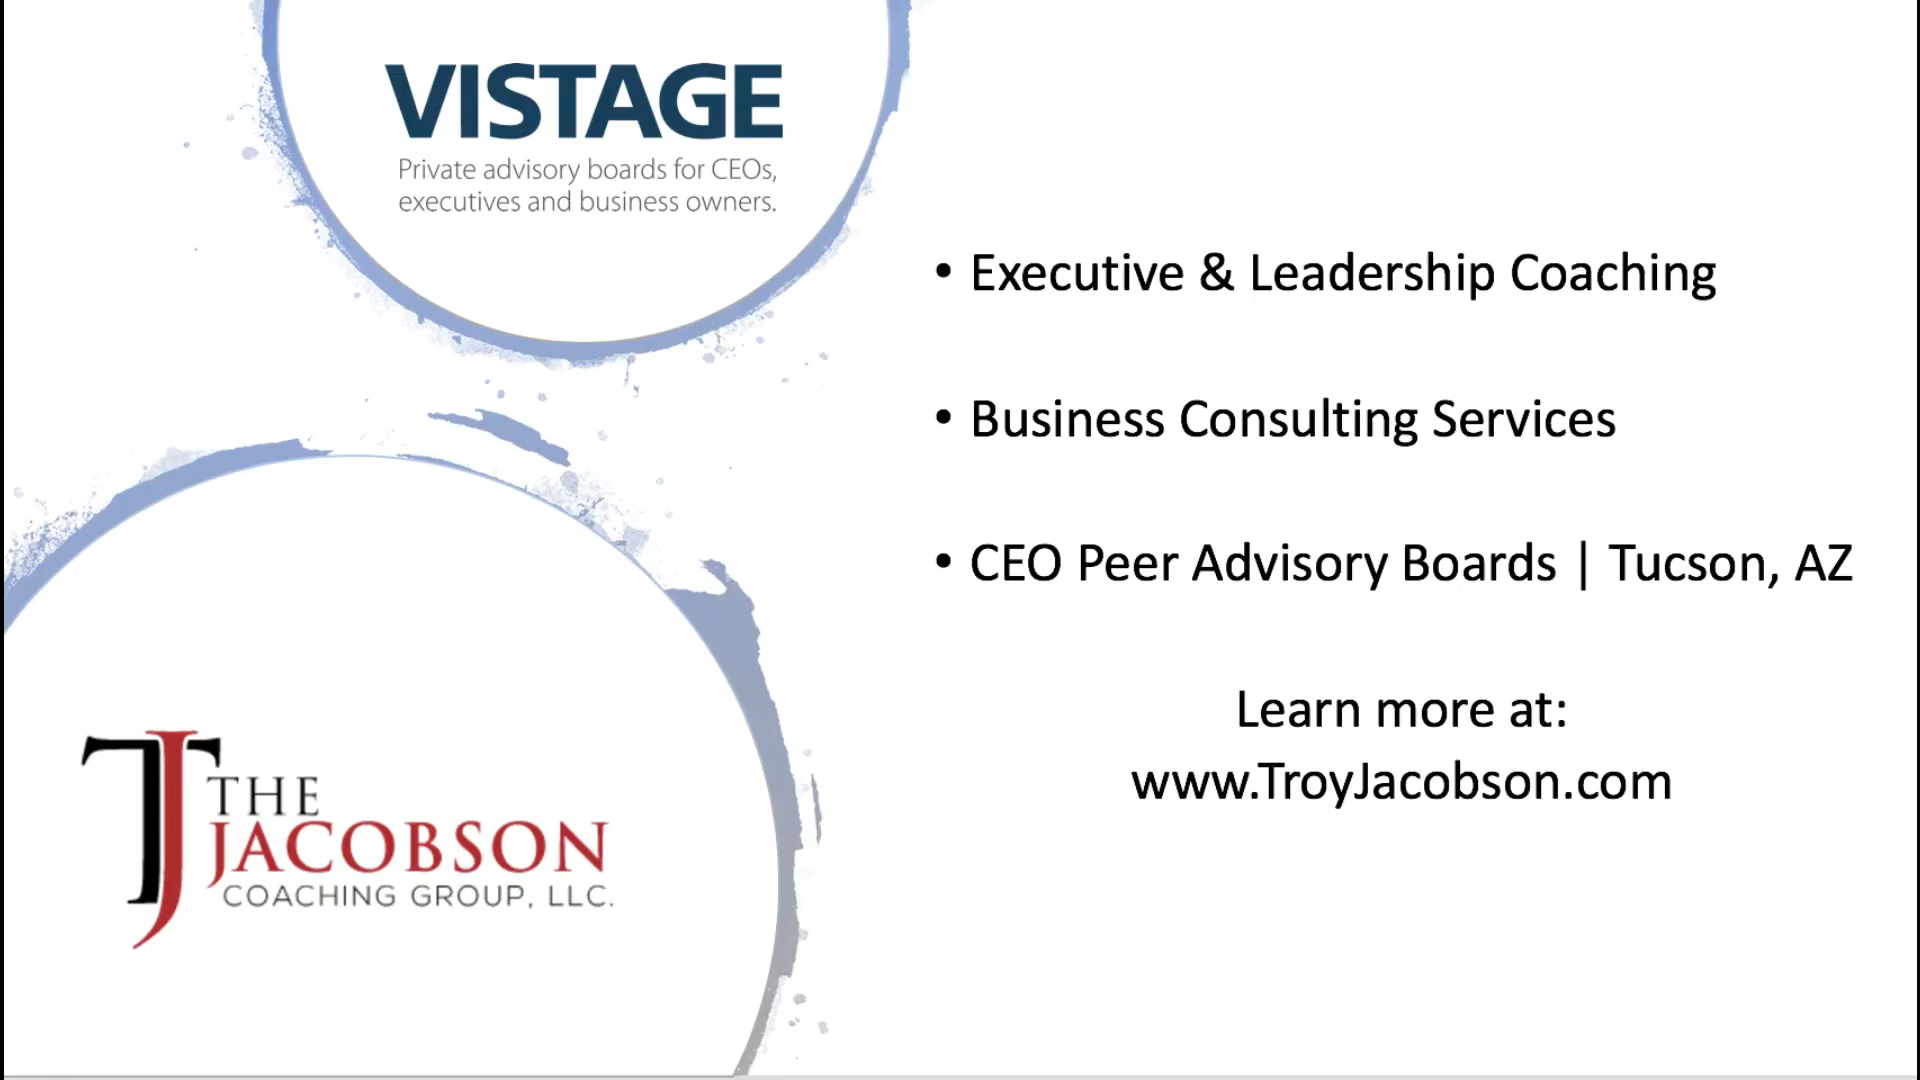 VISTAGE
Private advisory boards for CEOs,
executives and business owners.
• Executive & Leadership Coaching
• Business Consulting Services
• CEO Peer Advisory Boards | Tucson, AZ
Learn more at:
www.TroyJacobson.com
TJ
THE
JACOBSON
COACHING GROUP, LLC.